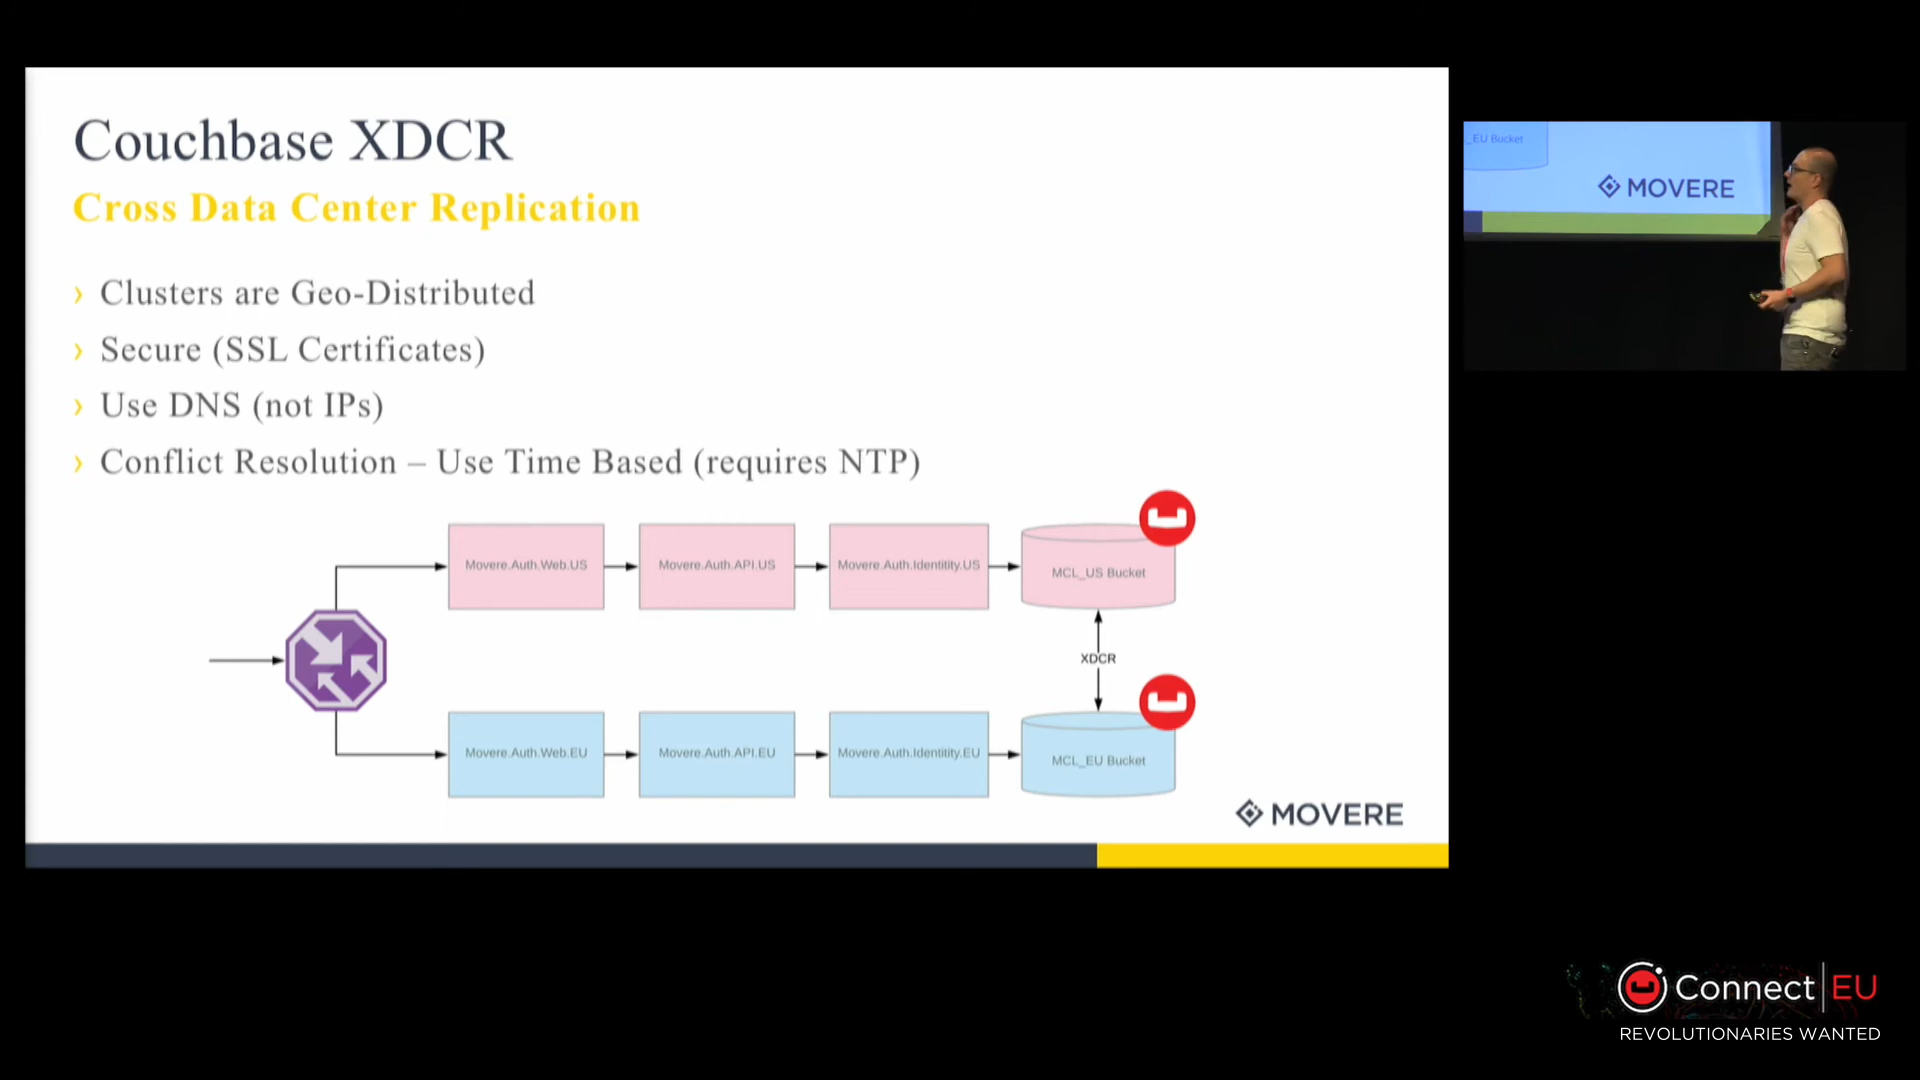 Couchbase XDCR
Cross Data Center Replication
› Clusters are Geo-Distributed
› Secure (SSL Certificates)
› Use DNS (not IPs)
› Conflict Resolution – Use Time Based (requires NTP)
Movere.Auth.Web.US
Movere.Auth.API.US
Movere.Auth.Identitity.US
MCL_US Bucket
XDCR
Movere.Auth.Web.EU
Movere.Auth.API.EU
Movere.Auth.Identitity.EU
MCL_EU Bucket
MOVERE
_EU Bucket
MOVERE
Connect EU
REVOLUTIONARIES WANTED